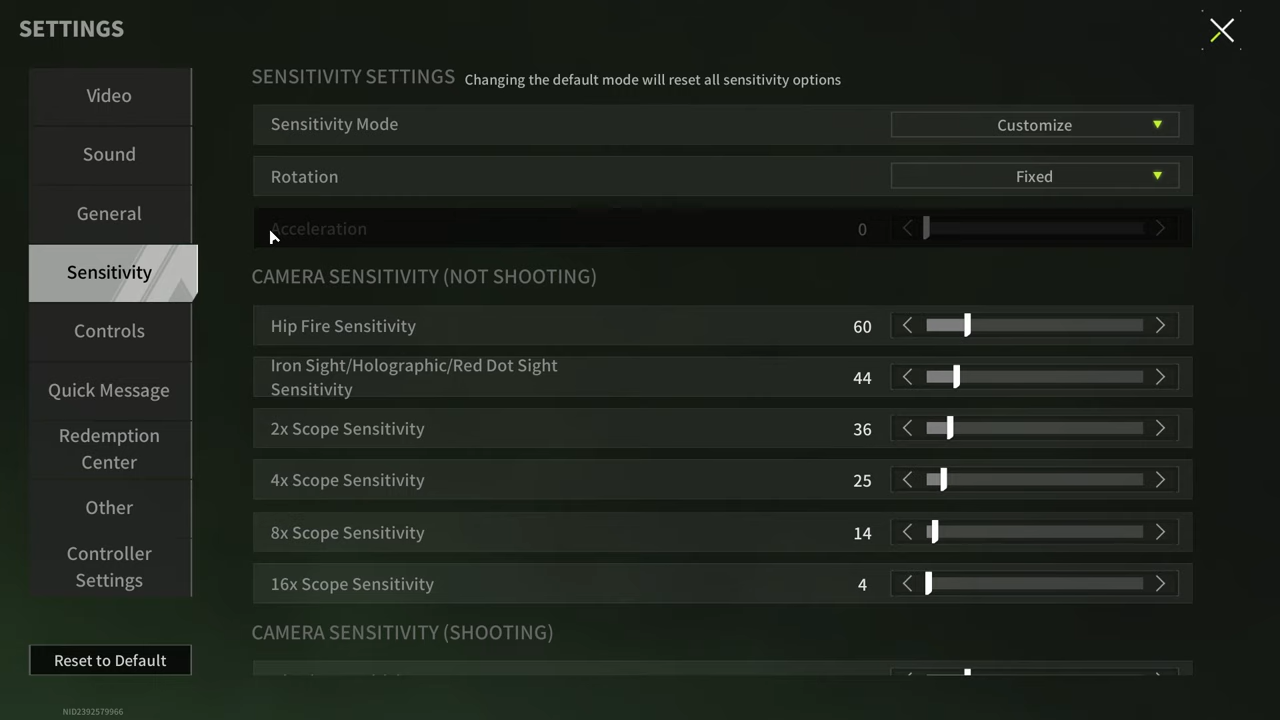 SETTINGS
Video
Sound
General
Sensitivity
Controls
Quick Message
Redemption
Center
Other
Controller
Settings
Reset to Default
NID2392579966
SENSITIVITY SETTINGS Changing the default mode will reset all sensitivity options
Sensitivity Mode Customize
Rotation Fixed
Acceleration 0
CAMERA SENSITIVITY (NOT SHOOTING)
Hip Fire Sensitivity 60
Iron Sight/Holographic/Red Dot Sight
Sensitivity 44
2x Scope Sensitivity 36
4x Scope Sensitivity 25
8x Scope Sensitivity 14
16x Scope Sensitivity 4
CAMERA SENSITIVITY (SHOOTING)